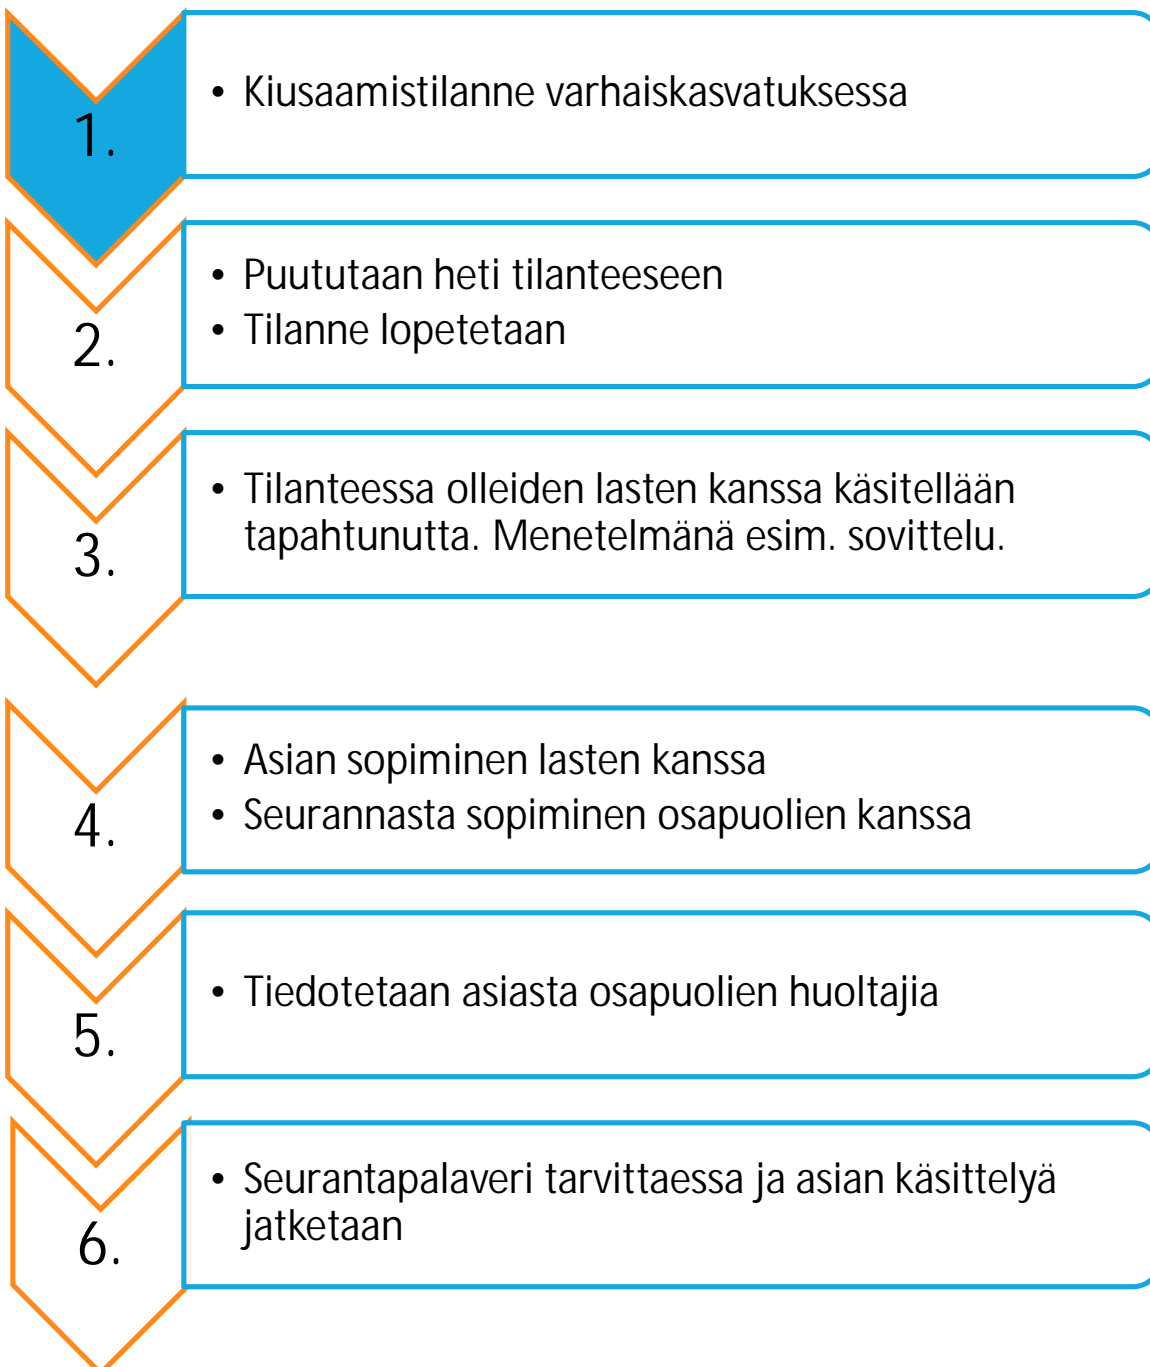 1.
• Kiusaamistilanne varhaiskasvatuksessa
2.
• Puututaan heti tilanteeseen
• Tilanne lopetetaan
3.
• Tilanteessa olleiden lasten kanssa käsitellään
tapahtunutta. Menetelmänä esim. sovittelu.
4.
• Asian sopiminen lasten kanssa
• Seurannasta sopiminen osapuolien kanssa
5.
• Tiedotetaan asiasta osapuolien huoltajia
6.
• Seurantapalaveri tarvittaessa ja asian käsittelyä
jatketaan